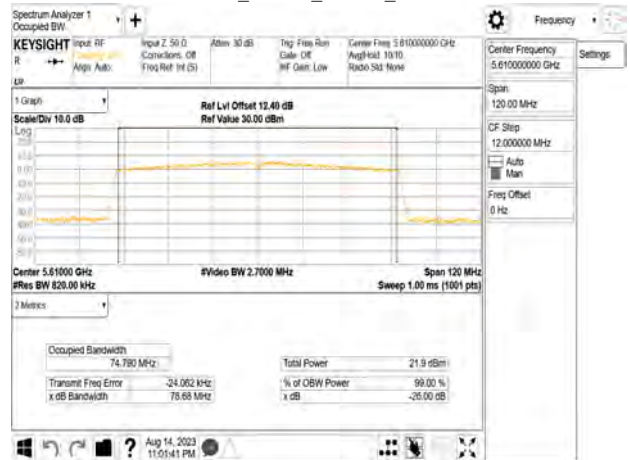 Spectrum Analyzer 1
Occupied BW
+
Frequency
KEYSIGHT
R
Input: RF
Align: Auto
Input Z: 50 Ω
Corrections: Off
Freq Ref: Int (S)
Atten: 30 dB
Trig: Free Run
Gate: Off
#IF Gain: Low
Center Freq: 5.610000000 GHz
Avg|Hold: 10/10
Radio Std: None
Center Frequency
5.610000000 GHz
Settings
Span
120.00 MHz
CF Step
12.000000 MHz
Auto
Man
Freq Offset
0 Hz
1 Graph
Scale/Div 10.0 dB
Log
Ref Lvl Offset 12.40 dB
Ref Value 30.00 dBm
Center 5.61000 GHz
#Res BW 820.00 kHz
#Video BW 2.7000 MHz
Span 120 MHz
Sweep 1.00 ms (1001 pts)
2 Metrics
Occupied Bandwidth
74.790 MHz
Total Power 21.9 dBm
Transmit Freq Error -24.062 kHz
% of OBW Power 99.00 %
x dB Bandwidth 76.68 MHz
x dB -26.00 dB
?
Aug 14, 2023
11:01:41 PM